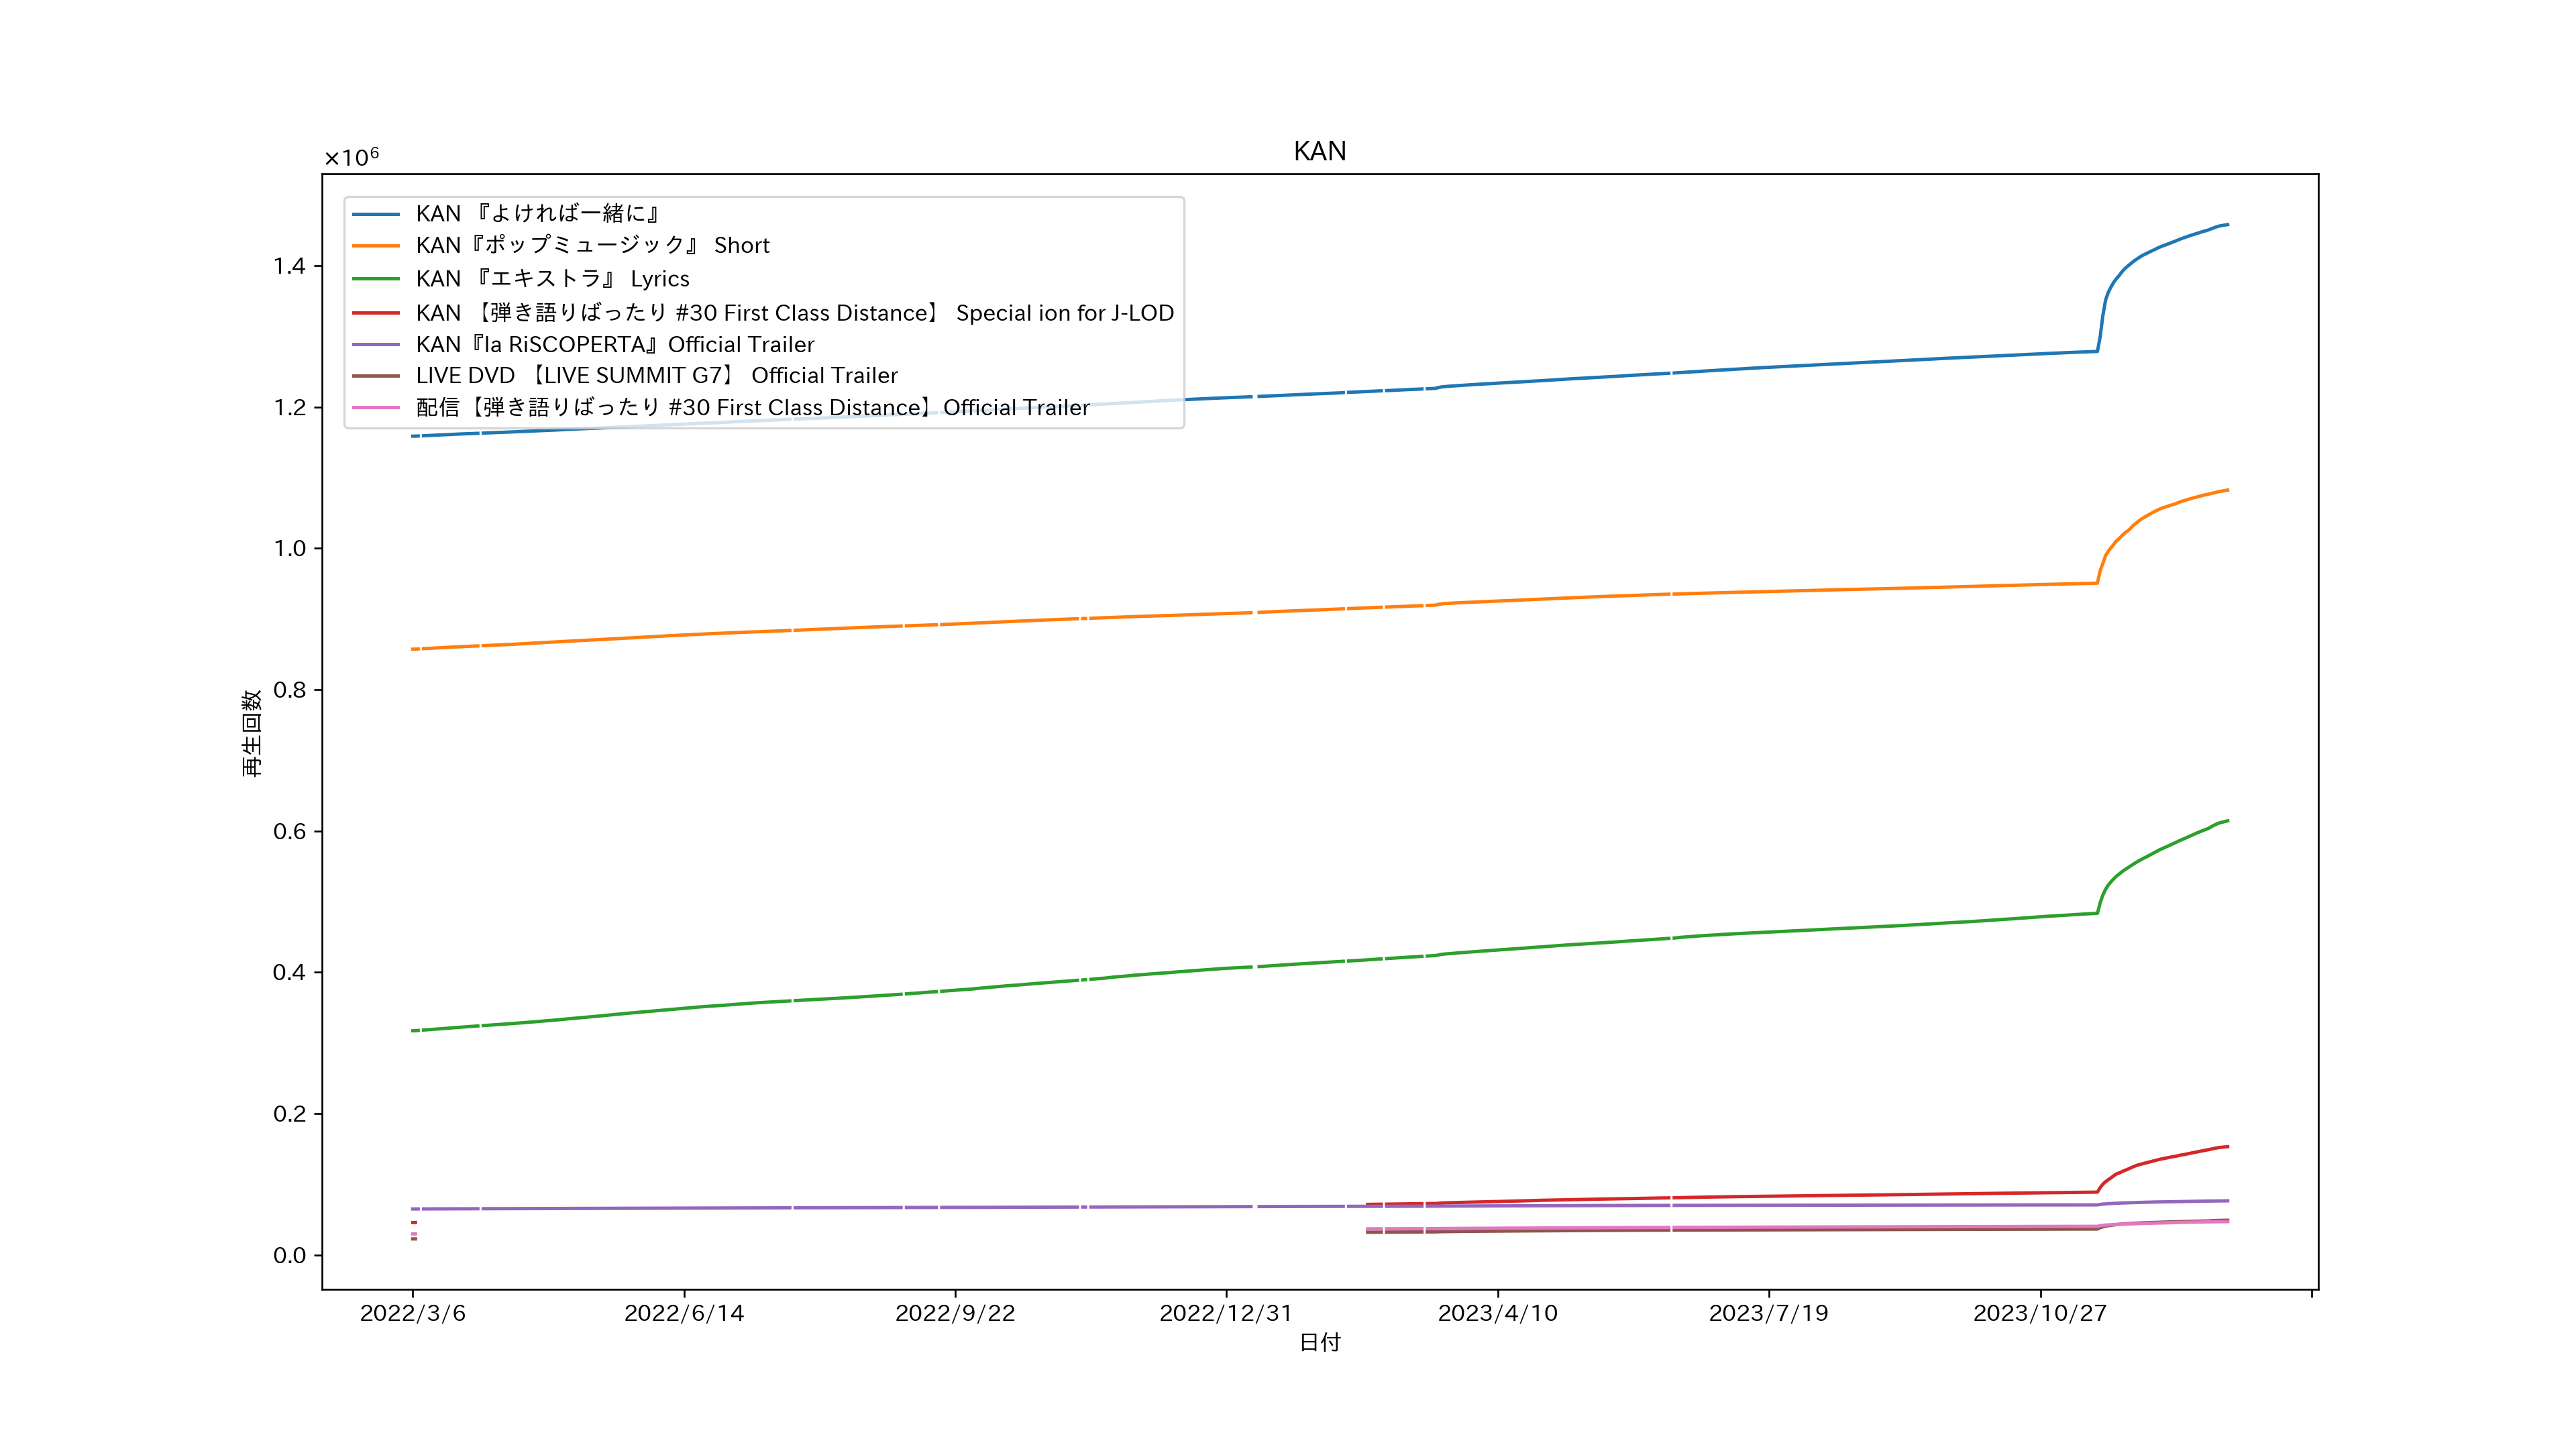 KAN
×10⁶
KAN 『よければ一緒に』
KAN『ポップミュージック』 Short
KAN 『エキストラ』 Lyrics
KAN 【弾き語りばったり #30 First Class Distance】 Special ion for J-LOD
KAN『la RiSCOPERTA』Official Trailer
LIVE DVD 【LIVE SUMMIT G7】 Official Trailer
配信【弾き語りばったり #30 First Class Distance】Official Trailer
1.4
1.2
1.0
0.8
0.6
0.4
0.2
0.0
再生回数
2022/3/6
2022/6/14
2022/9/22
2022/12/31
2023/4/10
2023/7/19
2023/10/27
日付